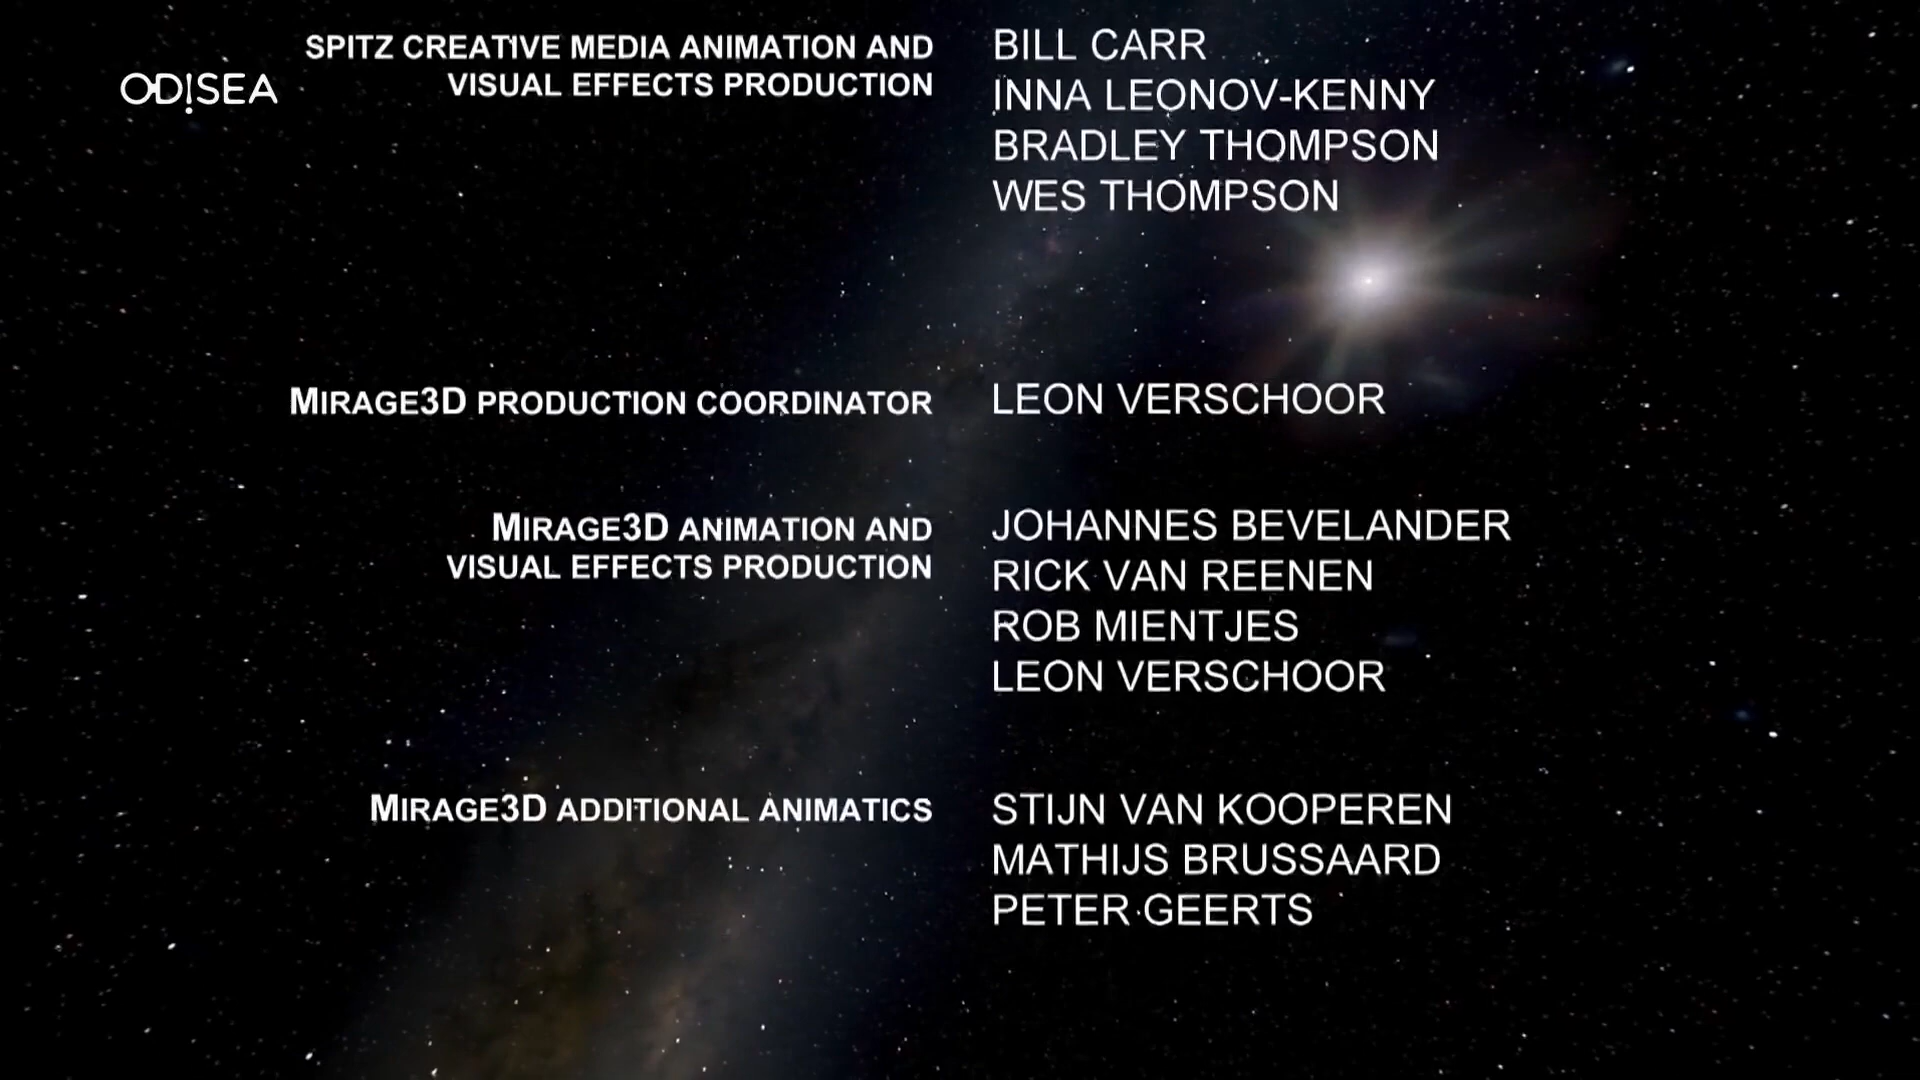 ODISEA
SPITZ CREATIVE MEDIA ANIMATION AND
VISUAL EFFECTS PRODUCTION
BILL CARR
INNA LEONOV-KENNY
BRADLEY THOMPSON
WES THOMPSON
MIRAGE3D PRODUCTION COORDINATOR
LEON VERSCHOOR
MIRAGE3D ANIMATION AND
VISUAL EFFECTS PRODUCTION
JOHANNES BEVELANDER
RICK VAN REENEN
ROB MIENTJES
LEON VERSCHOOR
MIRAGE3D ADDITIONAL ANIMATICS
STIJN VAN KOOPEREN
MATHIJS BRUSSAARD
PETER GEERTS